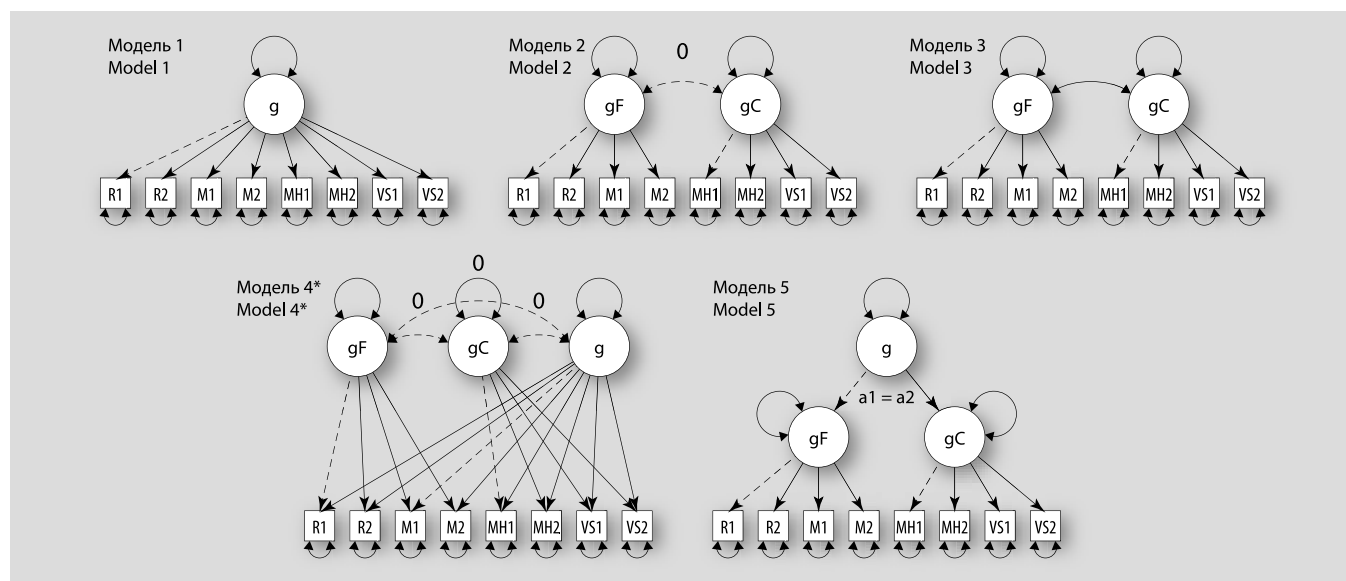 Модель 1
Model 1
g
R1 R2 M1 M2 MH1 MH2 VS1 VS2
Модель 2
Model 2
0
gF gC
R1 R2 M1 M2 MH1 MH2 VS1 VS2
Модель 3
Model 3
gF gC
R1 R2 M1 M2 MH1 MH2 VS1 VS2
Модель 4*
Model 4*
0
0 0
gF gC g
R1 R2 M1 M2 MH1 MH2 VS1 VS2
Модель 5
Model 5
g
a1 = a2
gF gC
R1 R2 M1 M2 MH1 MH2 VS1 VS2